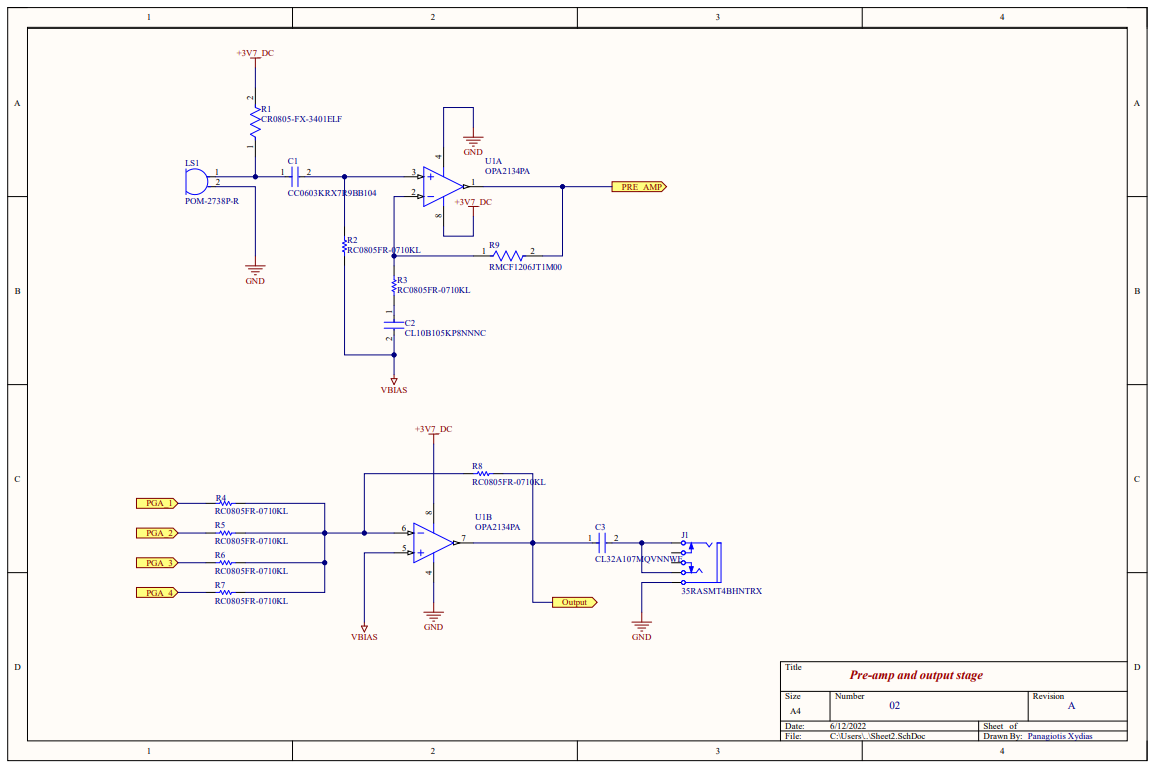 1 2 3 4
+3V7_DC
A A
2
R1
CR0805-FX-3401ELF
1
4
GND
LS1 C1 U1A
OPA2134PA
1 1 2 3 1
2 2
PRE_AMP
CC0603KRX7R9BB104
POM-2738P-R
+3V7_DC
8
R2
RC0805FR-0710KL
R9
1 2
RMCF1206JT1M00
GND
R3
RC0805FR-0710KL
B B
1
C2
CL10B105KP8NNNC
2
VBIAS
+3V7_DC
R8
RC0805FR-0710KL
C C
PGA_1 R4
RC0805FR-0710KL
8
U1B
OPA2134PA
PGA_2 R5
RC0805FR-0710KL
6 7
5
C3
1 2
CL32A107MQVNNWE
J1
35RASMT4BHNTRX
PGA_3 R6
RC0805FR-0710KL
4
PGA_4 R7
RC0805FR-0710KL
Output
GND
VBIAS
GND
D D
Title
Pre-amp and output stage
Size Number Revision
A4 02 A
Date: 6/12/2022 Sheet of
File: C:\Users\..\Sheet2.SchDoc Drawn By: Panagiotis Xydias
1 2 3 4